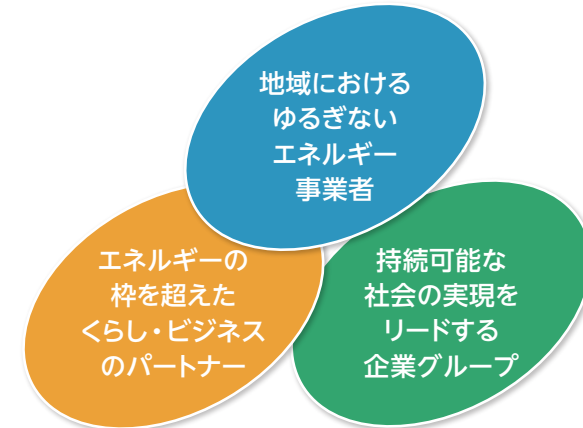 地域における
ゆるぎない
エネルギー
事業者
エネルギーの
枠を超えた
くらし・ビジネス
のパートナー
持続可能な
社会の実現を
リードする
企業グループ